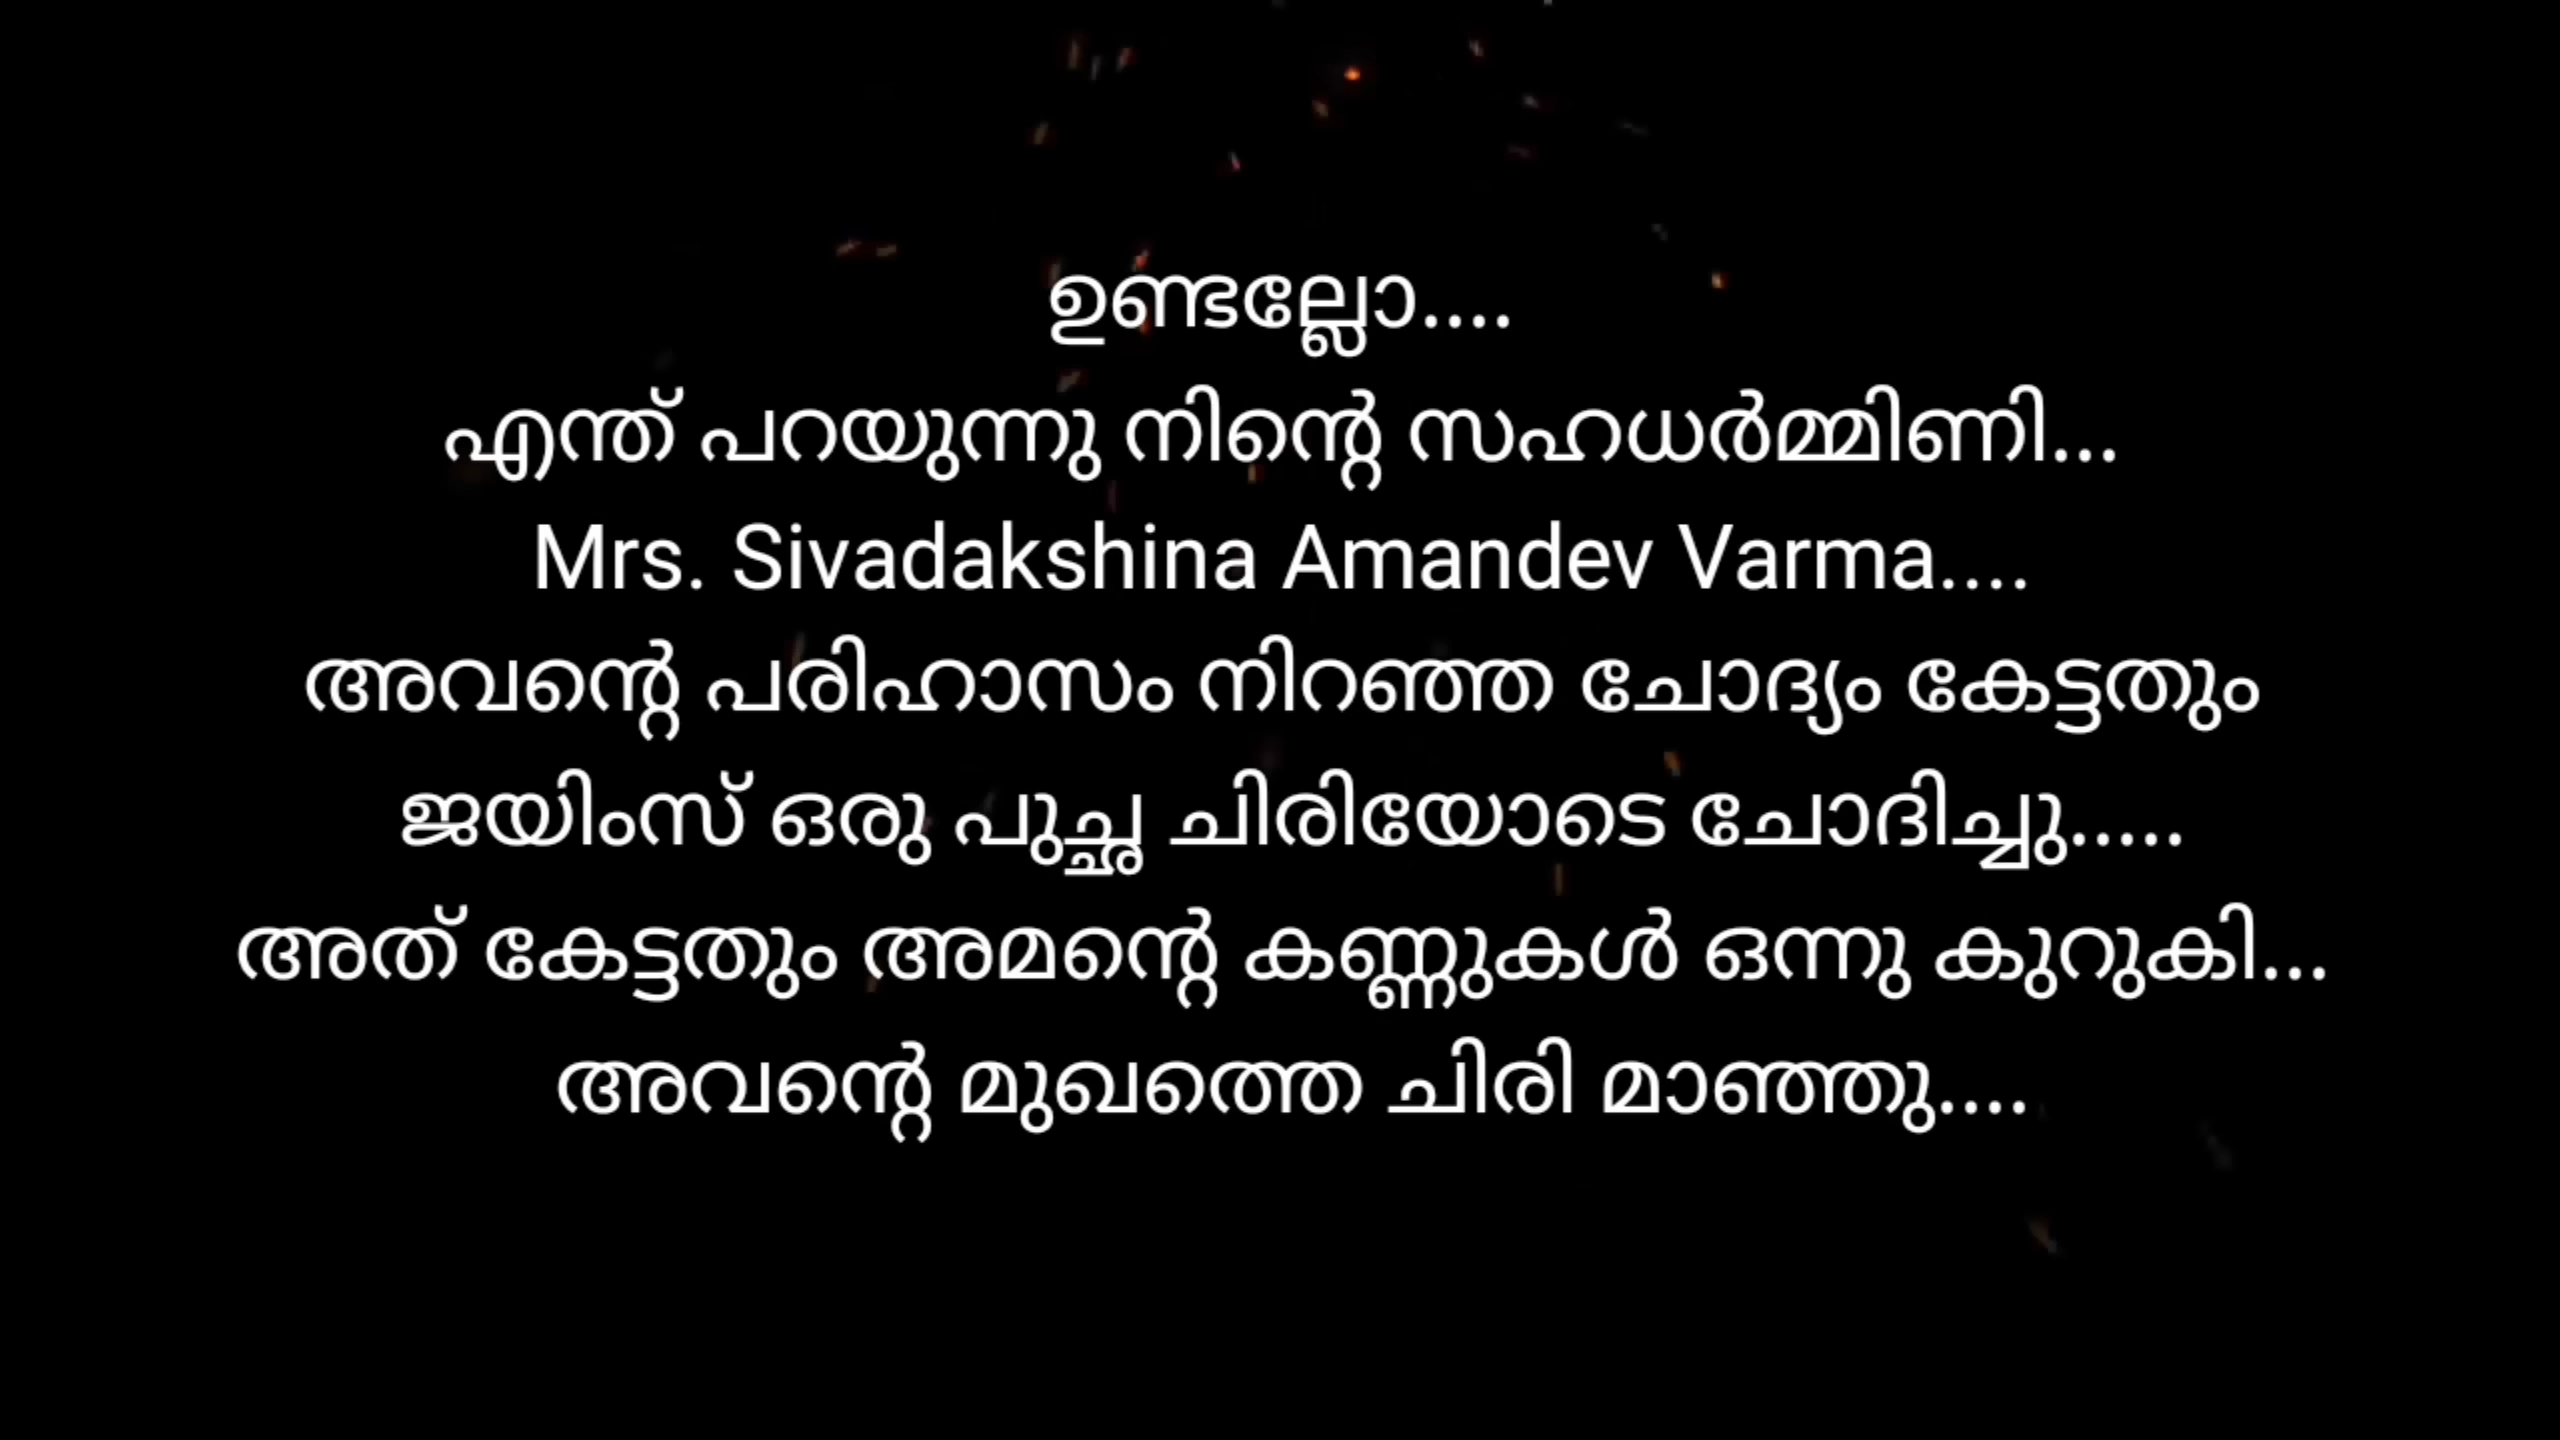 ഉണ്ടല്ലോ....
എന്ത് പറയുന്നു നിന്റെ സഹധർമ്മിണി...
Mrs. Sivadakshina Amandev Varma....
അവന്റെ പരിഹാസം നിറഞ്ഞ ചോദ്യം കേട്ടതും
ജയിംസ് ഒരു പുച്ഛ ചിരിയോടെ ചോദിച്ചു.....
അത് കേട്ടതും അമന്റെ കണ്ണുകൾ ഒന്നു കുറുകി...
അവന്റെ മുഖത്തെ ചിരി മാഞ്ഞു....